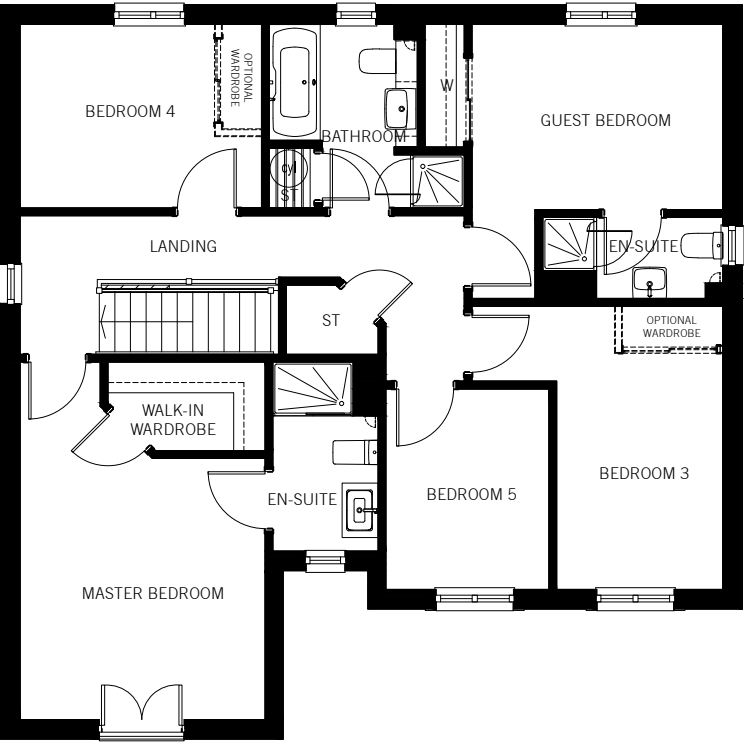 BEDROOM 4
OPTIONAL
WARDROBE
BATHROOM
W
GUEST BEDROOM
cyl
ST
LANDING
EN-SUITE
ST
OPTIONAL
WARDROBE
WALK-IN
WARDROBE
BEDROOM 3
EN-SUITE
BEDROOM 5
MASTER BEDROOM